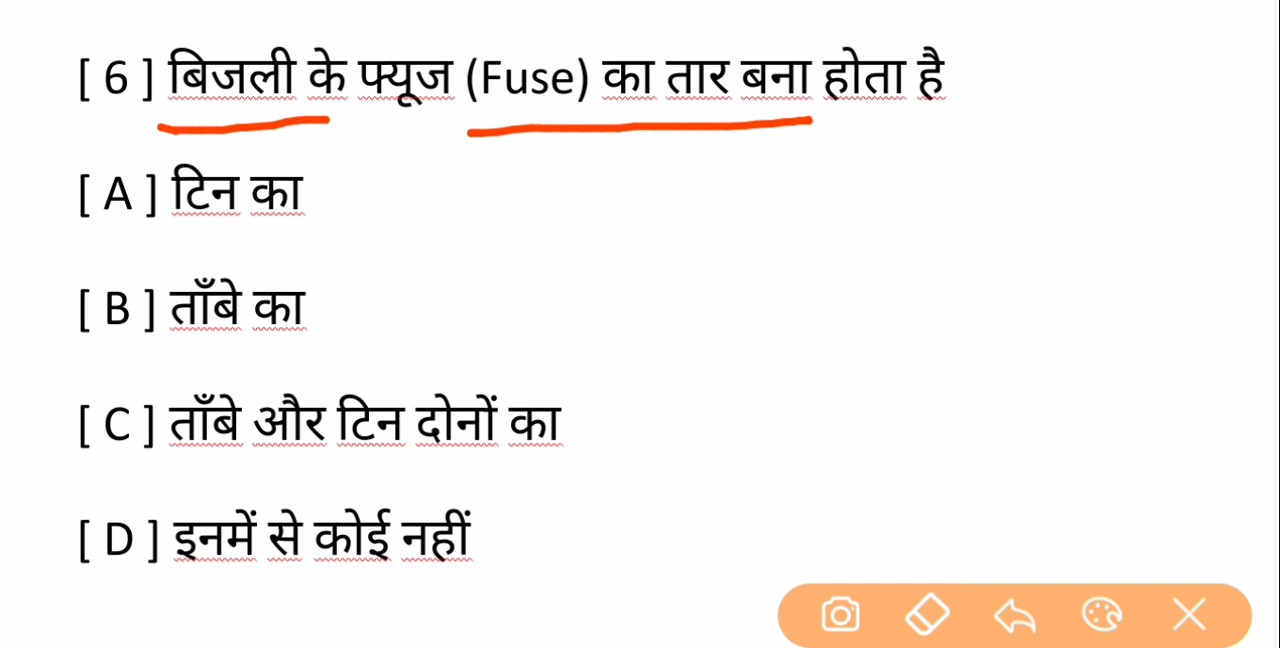 [ 6 ] बिजली के फ्यूज (Fuse) का तार बना होता है
[ A ] टिन का
[ B ] ताँबे का
[ C ] ताँबे और टिन दोनों का
[ D ] इनमें से कोई नहीं